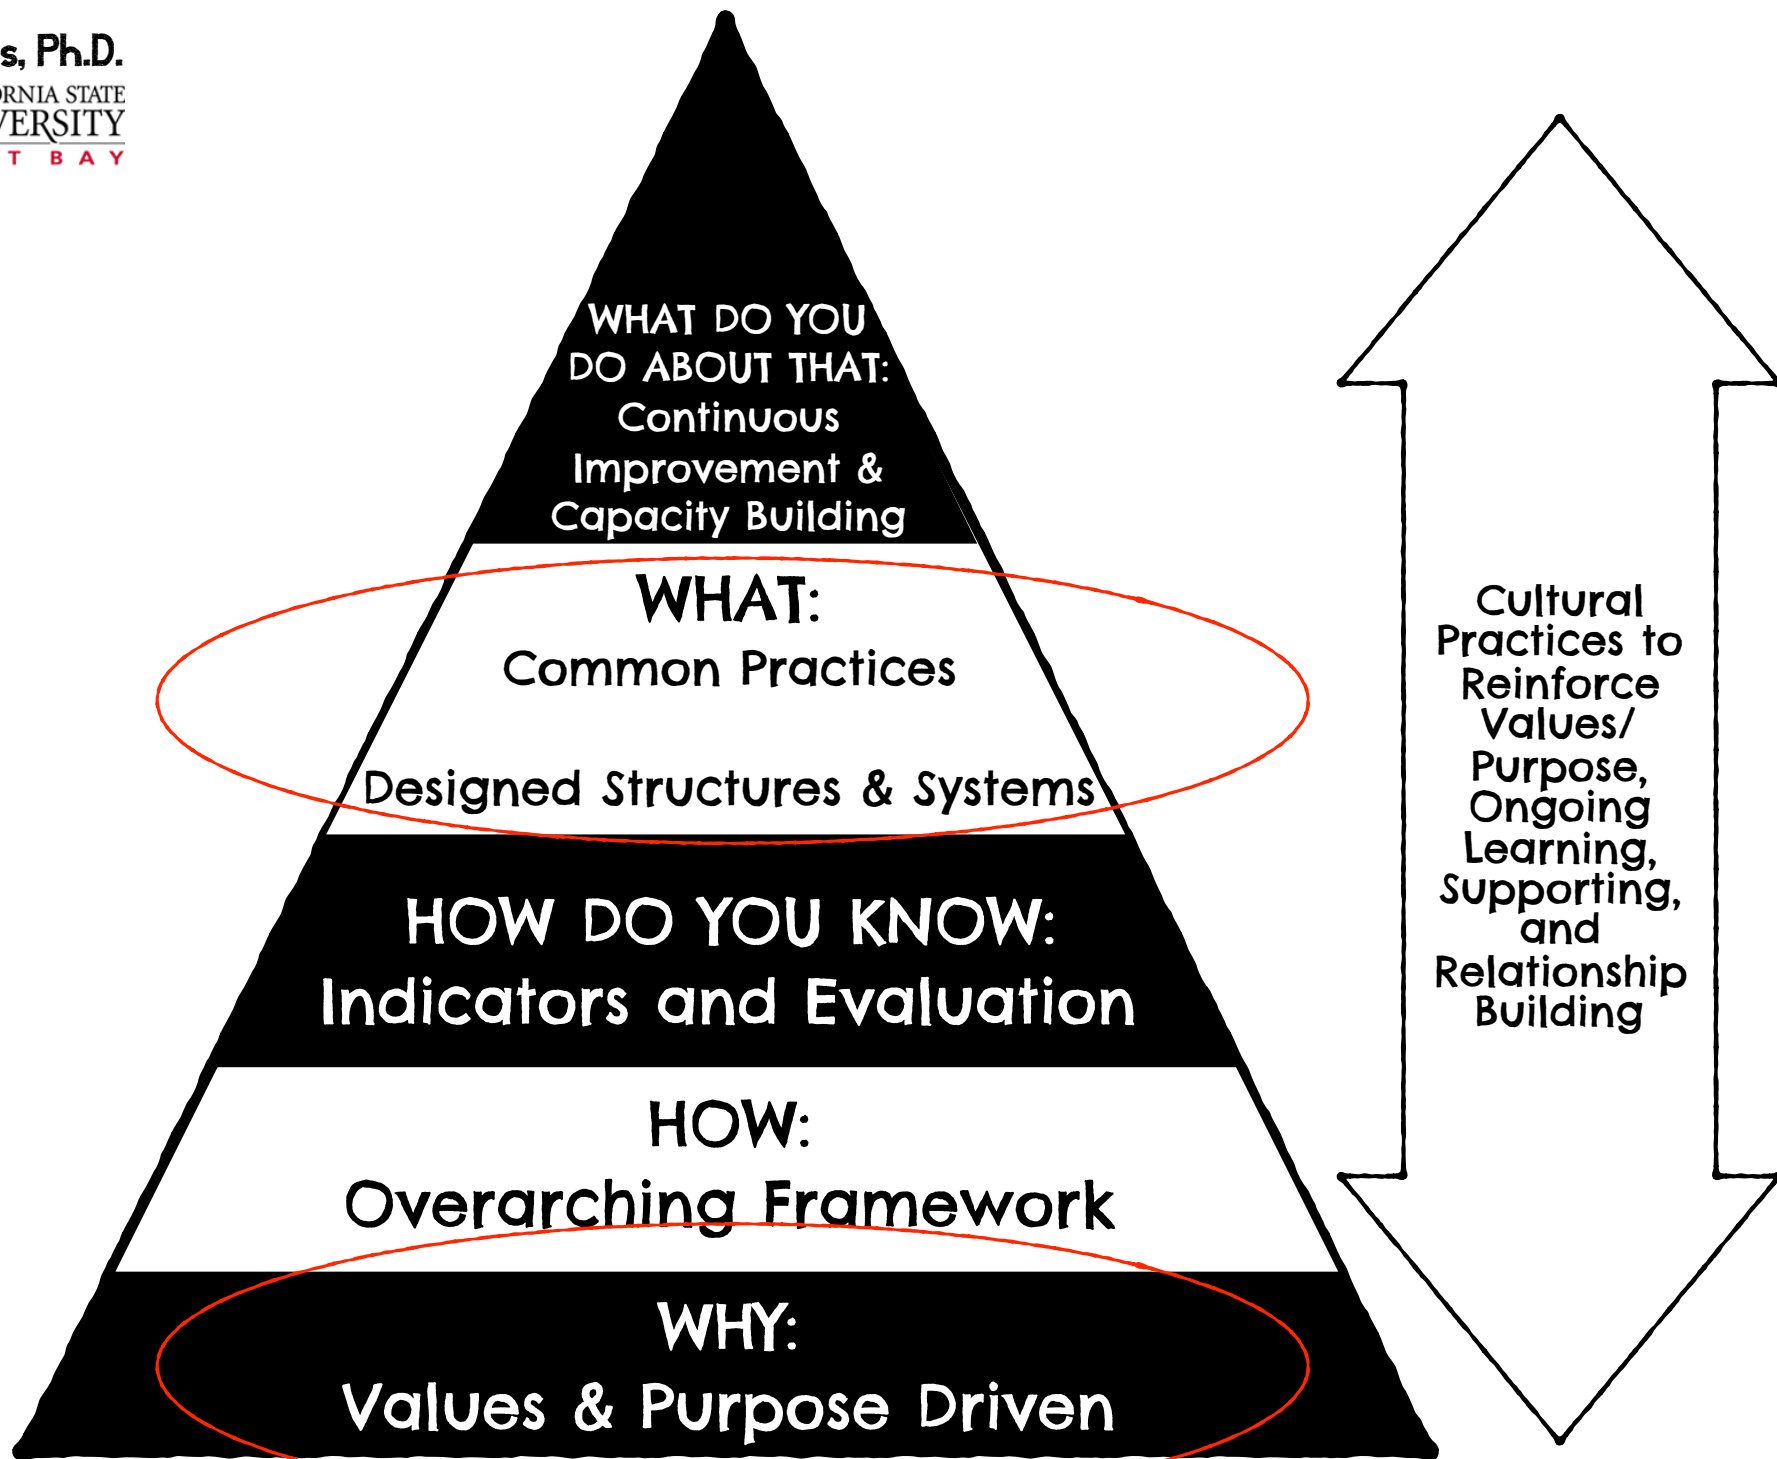 s, Ph.D.
ORNIA STATE
VERSITY
T BAY
WHAT DO YOU
DO ABOUT THAT:
Continuous
Improvement &
Capacity Building
WHAT:
Common Practices
Designed Structures & Systems
HOW DO YOU KNOW:
Indicators and Evaluation
HOW:
Overarching Framework
WHY:
Values & Purpose Driven
Cultural
Practices to
Reinforce
Values/
Purpose,
Ongoing
Learning,
Supporting,
and
Relationship
Building